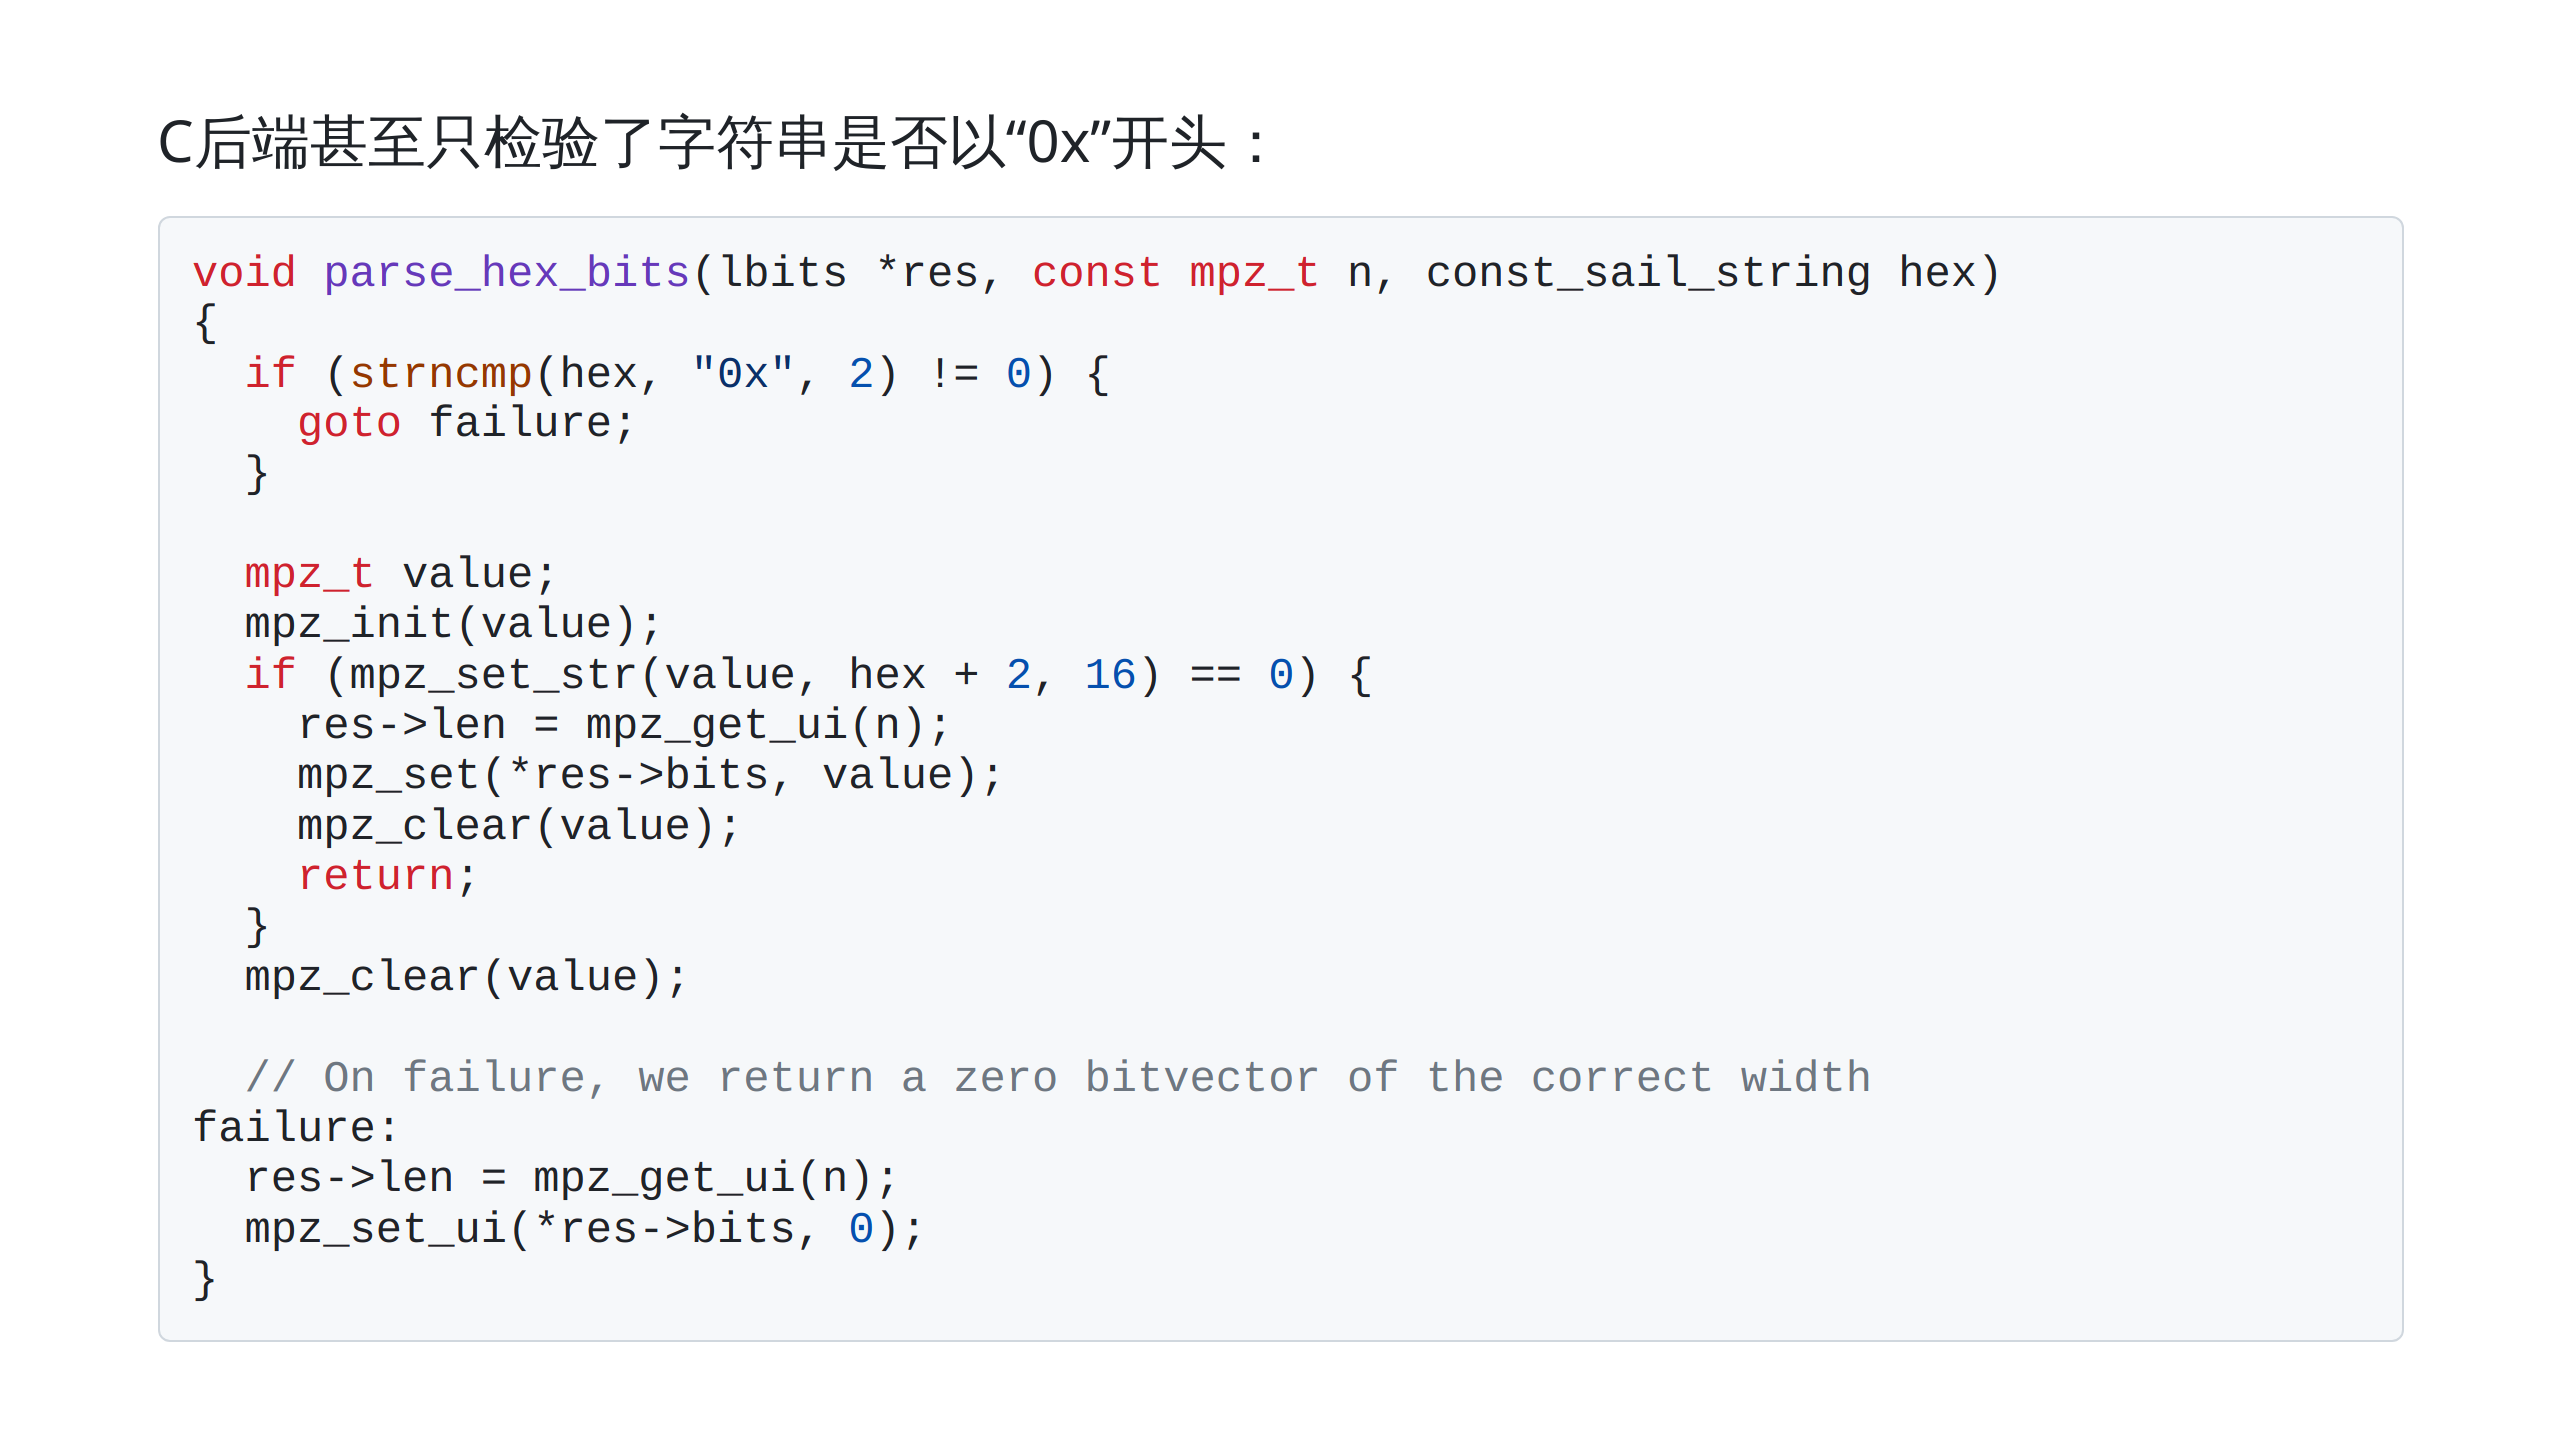 C后端甚至只检验了字符串是否以“0x”开头：
void parse_hex_bits(lbits *res, const mpz_t n, const_sail_string hex)
{
  if (strncmp(hex, "0x", 2) != 0) {
    goto failure;
  }

  mpz_t value;
  mpz_init(value);
  if (mpz_set_str(value, hex + 2, 16) == 0) {
    res->len = mpz_get_ui(n);
    mpz_set(*res->bits, value);
    mpz_clear(value);
    return;
  }
  mpz_clear(value);

  // On failure, we return a zero bitvector of the correct width
failure:
  res->len = mpz_get_ui(n);
  mpz_set_ui(*res->bits, 0);
}